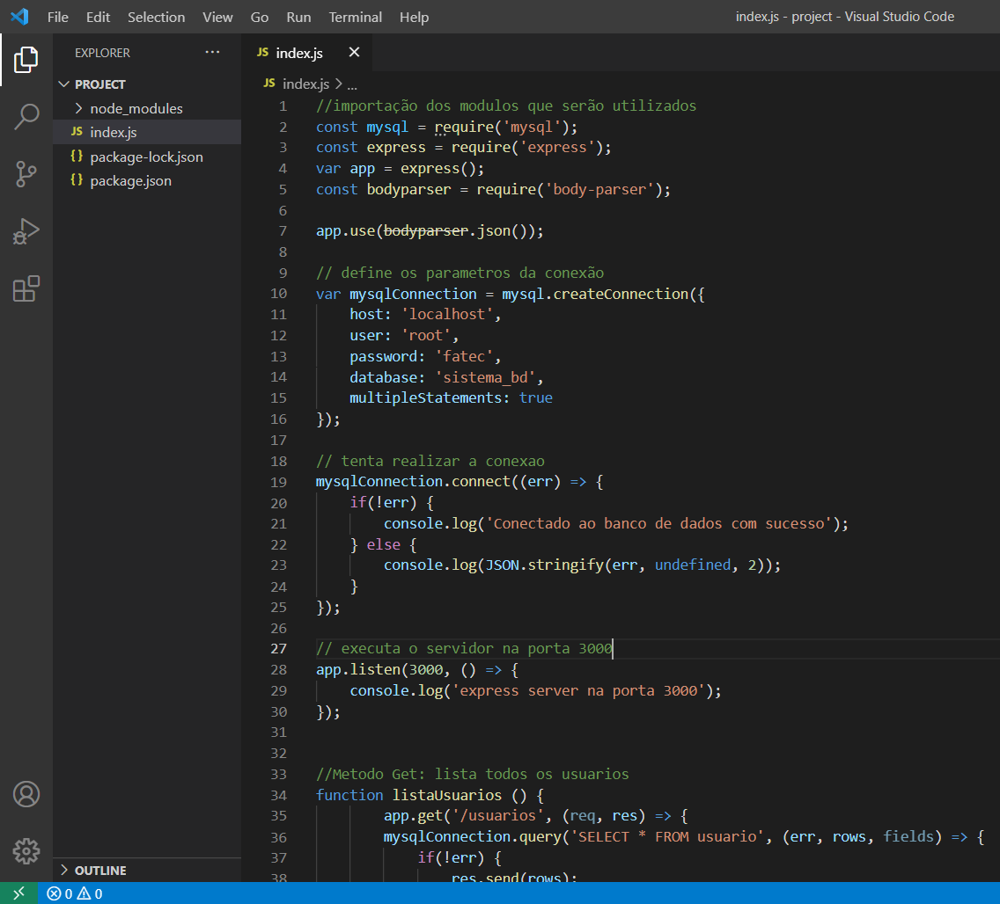 File Edit Selection View Go Run Terminal Help index.js - project - Visual Studio Code
EXPLORER ...
PROJECT
node_modules
JS index.js
{} package-lock.json
{} package.json
JS index.js
JS index.js > ...
1 //importação dos modulos que serão utilizados
2 const mysql = require('mysql');
3 const express = require('express');
4 var app = express();
5 const bodyparser = require('body-parser');
6
7 app.use(bodyparser.json());
8
9 // define os parametros da conexão
10 var mysqlConnection = mysql.createConnection({
11 host: 'localhost',
12 user: 'root',
13 password: 'fatec',
14 database: 'sistema_bd',
15 multipleStatements: true
16 });
17
18 // tenta realizar a conexao
19 mysqlConnection.connect((err) => {
20 if(!err) {
21 console.log('Conectado ao banco de dados com sucesso');
22 } else {
23 console.log(JSON.stringify(err, undefined, 2));
24 }
25 });
26
27 // executa o servidor na porta 3000
28 app.listen(3000, () => {
29 console.log('express server na porta 3000');
30 });
31
32
33 //Metodo Get: lista todos os usuarios
34 function listaUsuarios () {
35 app.get('/usuarios', (req, res) => {
36 mysqlConnection.query('SELECT * FROM usuario', (err, rows, fields) => {
37 if(!err) {
38 res.send(rows);
OUTLINE
0 0